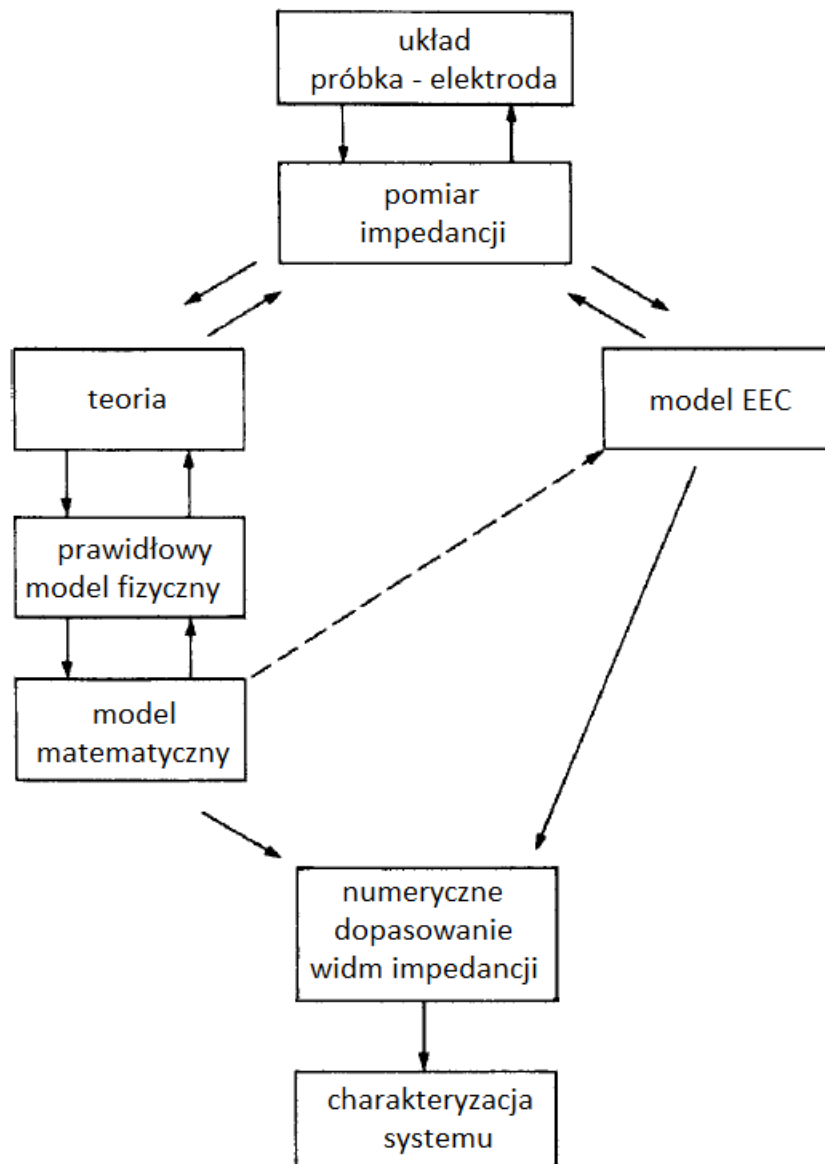 układ
próbka - elektroda
pomiar
impedancji
teoria
model EEC
prawidłowy
model fizyczny
model
matematyczny
numeryczne
dopasowanie
widm impedancji
charakteryzacja
systemu